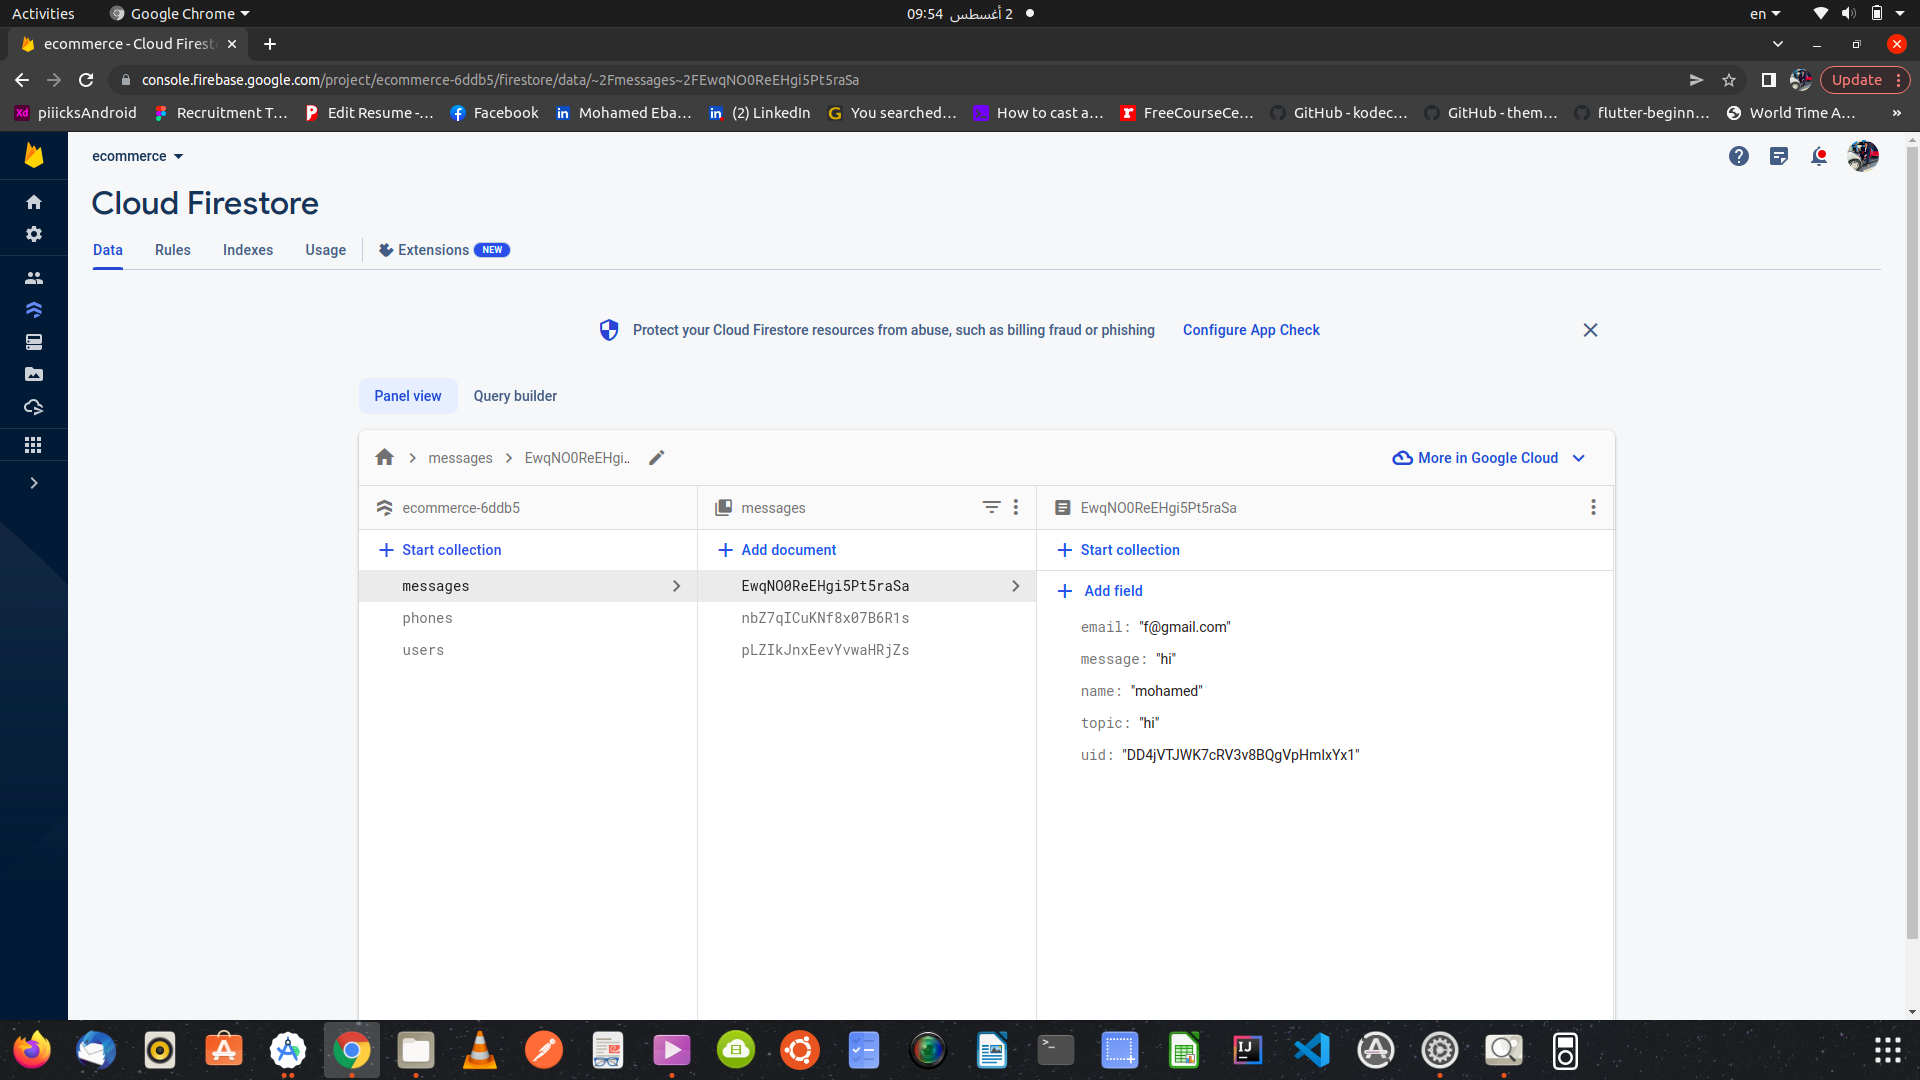 Activities
Google Chrome
2 أغسطس 09:54
en
ecommerce - Cloud Firest
console.firebase.google.com/project/ecommerce-6ddb5/firestore/data/~2Fmessages~2FEwqNO0ReEHgi5Pt5raSa
Update
piiicksAndroid
Recruitment T...
Edit Resume -...
Facebook
Mohamed Eba...
(2) LinkedIn
You searched...
How to cast a...
FreeCourseCe...
GitHub - kodec...
GitHub - them...
flutter-beginn...
World Time A...
»
ecommerce
Cloud Firestore
Data
Rules
Indexes
Usage
Extensions NEW
Protect your Cloud Firestore resources from abuse, such as billing fraud or phishing
Configure App Check
Panel view
Query builder
messages
EwqNO0ReEHgi..
More in Google Cloud
ecommerce-6ddb5
messages
EwqNO0ReEHgi5Pt5raSa
Start collection
Add document
Start collection
messages
phones
users
EwqNO0ReEHgi5Pt5raSa
nbZ7qICuKNf8x07B6R1s
pLZIkJnxEevYvwaHRjZs
Add field
email: "f@gmail.com"
message: "hi"
name: "mohamed"
topic: "hi"
uid: "DD4jVTJWK7cRV3v8BQgVpHmlxYx1"